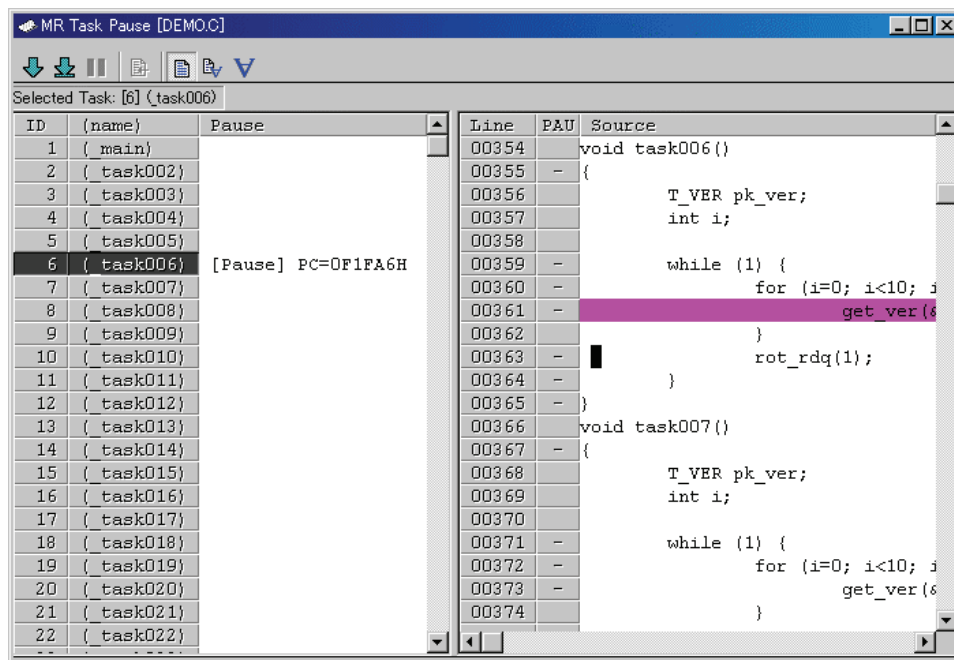 MR Task Pause [DEMO.C]
Selected Task: [6] (_task006)
ID (name) Pause
1 (_main)
2 (_task002)
3 (_task003)
4 (_task004)
5 (_task005)
6 (_task006) [Pause] PC=0F1FA6H
7 (_task007)
8 (_task008)
9 (_task009)
10 (_task010)
11 (_task011)
12 (_task012)
13 (_task013)
14 (_task014)
15 (_task015)
16 (_task016)
17 (_task017)
18 (_task018)
19 (_task019)
20 (_task020)
21 (_task021)
22 (_task022)
Line PAU Source
00354 void task006()
00355 - {
00356 T_VER pk_ver;
00357 int i;
00358
00359 - while (1) {
00360 - for (i=0; i<10; i
00361 - get_ver(&
00362 }
00363 - rot_rdq(1);
00364 - }
00365 - }
00366 void task007()
00367 - {
00368 T_VER pk_ver;
00369 int i;
00370
00371 - while (1) {
00372 - for (i=0; i<10; i
00373 - get_ver(&
00374 }